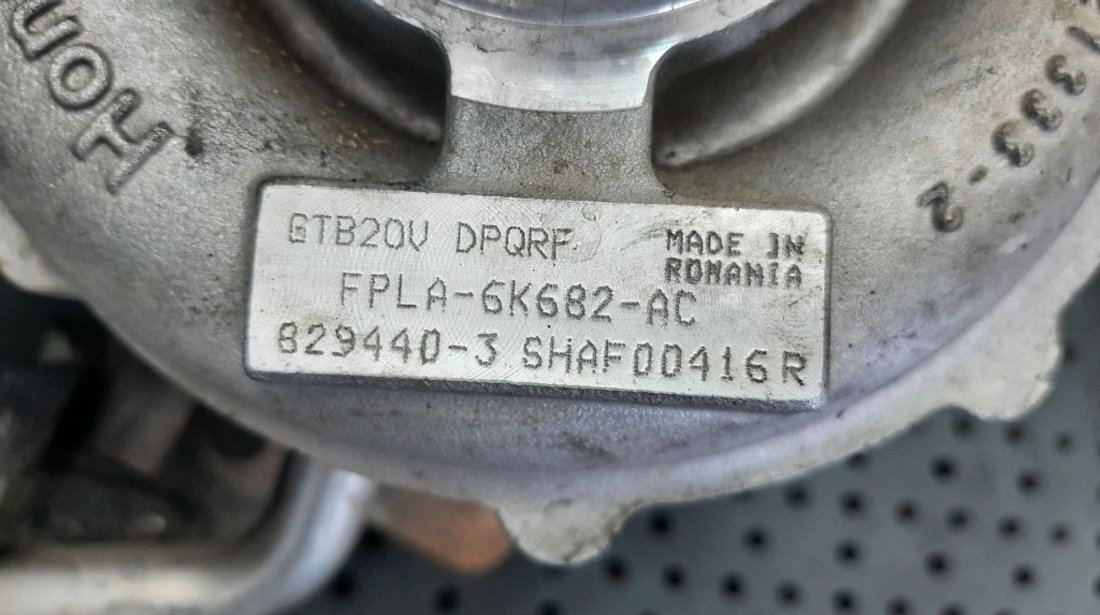 GTB20V DPQRF MADE IN
ROMANIA
FPLA-6K682-AC
829440-3 SHAF00416R